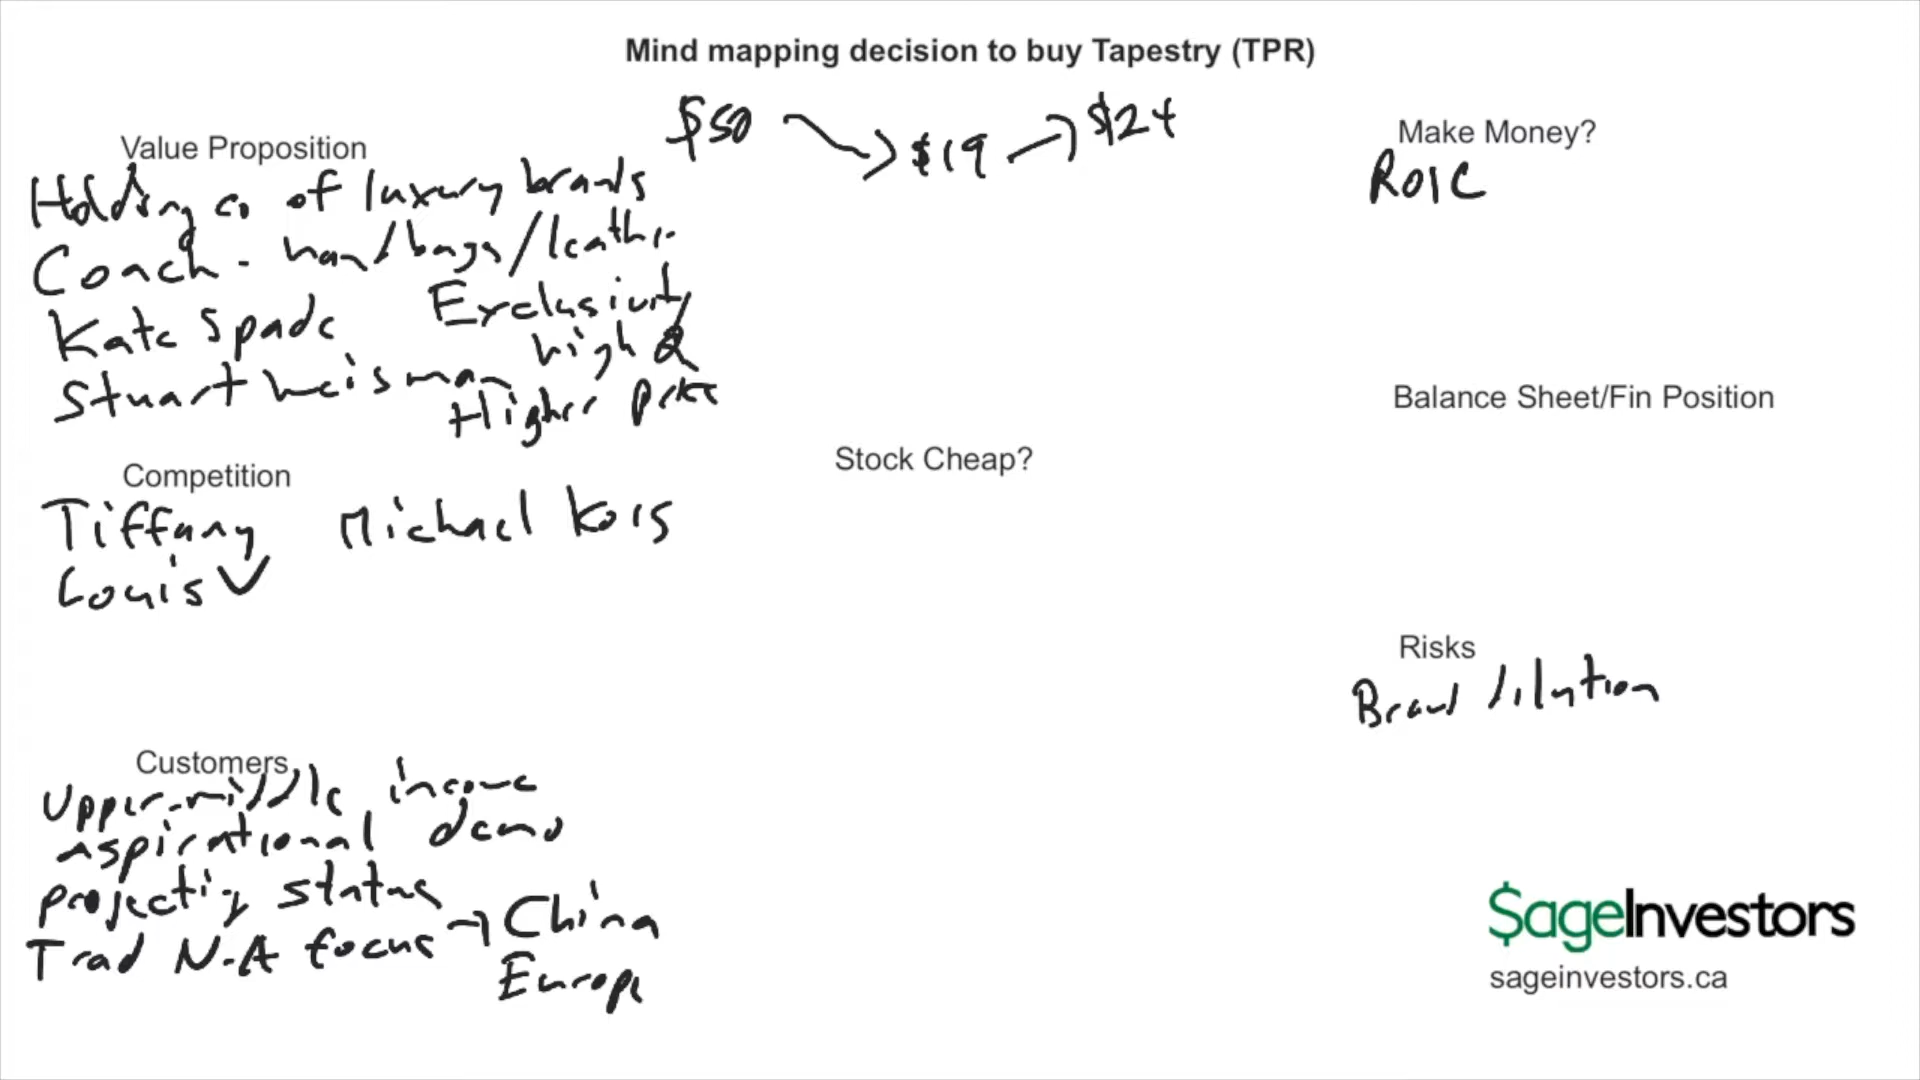 Mind mapping decision to buy Tapestry (TPR)
$50 → $19 → $24
Value Proposition
Holding co of luxury brands
Coach - handbags/leather
Kate Spade
Stuart Weisman
Exclusivity
high Q
Higher price
Competition
Tiffany Michael Kors
Louis V
Customers
Upper-middle income
aspirational demo
projecting status
Trad N.A focus → China
Europe
Stock Cheap?
Make Money?
ROIC
Balance Sheet/Fin Position
Risks
Brand dilution
$ageInvestors
sageinvestors.ca